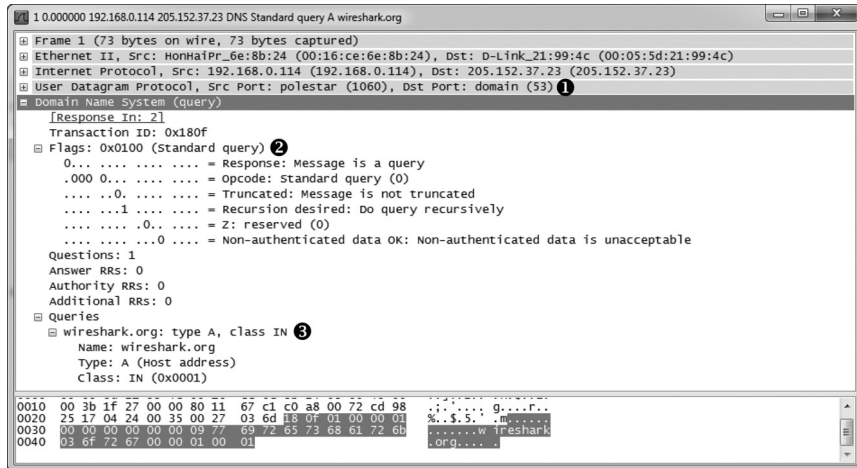 1 0.000000 192.168.0.114 205.152.37.23 DNS Standard query A wireshark.org
Frame 1 (73 bytes on wire, 73 bytes captured)
Ethernet II, Src: HonHaiPr_6e:8b:24 (00:16:ce:6e:8b:24), Dst: D-Link_21:99:4c (00:05:5d:21:99:4c)
Internet Protocol, Src: 192.168.0.114 (192.168.0.114), Dst: 205.152.37.23 (205.152.37.23)
User Datagram Protocol, Src Port: polestar (1060), Dst Port: domain (53) ❶
Domain Name System (query)
[Response In: 2]
Transaction ID: 0x180f
Flags: 0x0100 (Standard query) ❷
0... .... .... .... = Response: Message is a query
.000 0... .... .... = Opcode: Standard query (0)
.... ..0. .... .... = Truncated: Message is not truncated
.... ...1 .... .... = Recursion desired: Do query recursively
.... .... .0.. .... = Z: reserved (0)
.... .... ...0 .... = Non-authenticated data OK: Non-authenticated data is unacceptable
Questions: 1
Answer RRs: 0
Authority RRs: 0
Additional RRs: 0
Queries
wireshark.org: type A, class IN ❸
Name: wireshark.org
Type: A (Host address)
Class: IN (0x0001)
0010 00 3b 1f 27 00 00 80 11 67 c1 c0 a8 00 72 cd 98 .;.'.... g....r..
0020 25 17 04 24 00 35 00 27 03 6d 18 0f 01 00 00 01 %..$.5.' .m......
0030 00 00 00 00 00 00 09 77 69 72 65 73 68 61 72 6b .......w ireshark
0040 03 6f 72 67 00 00 01 00 01 .org.... .